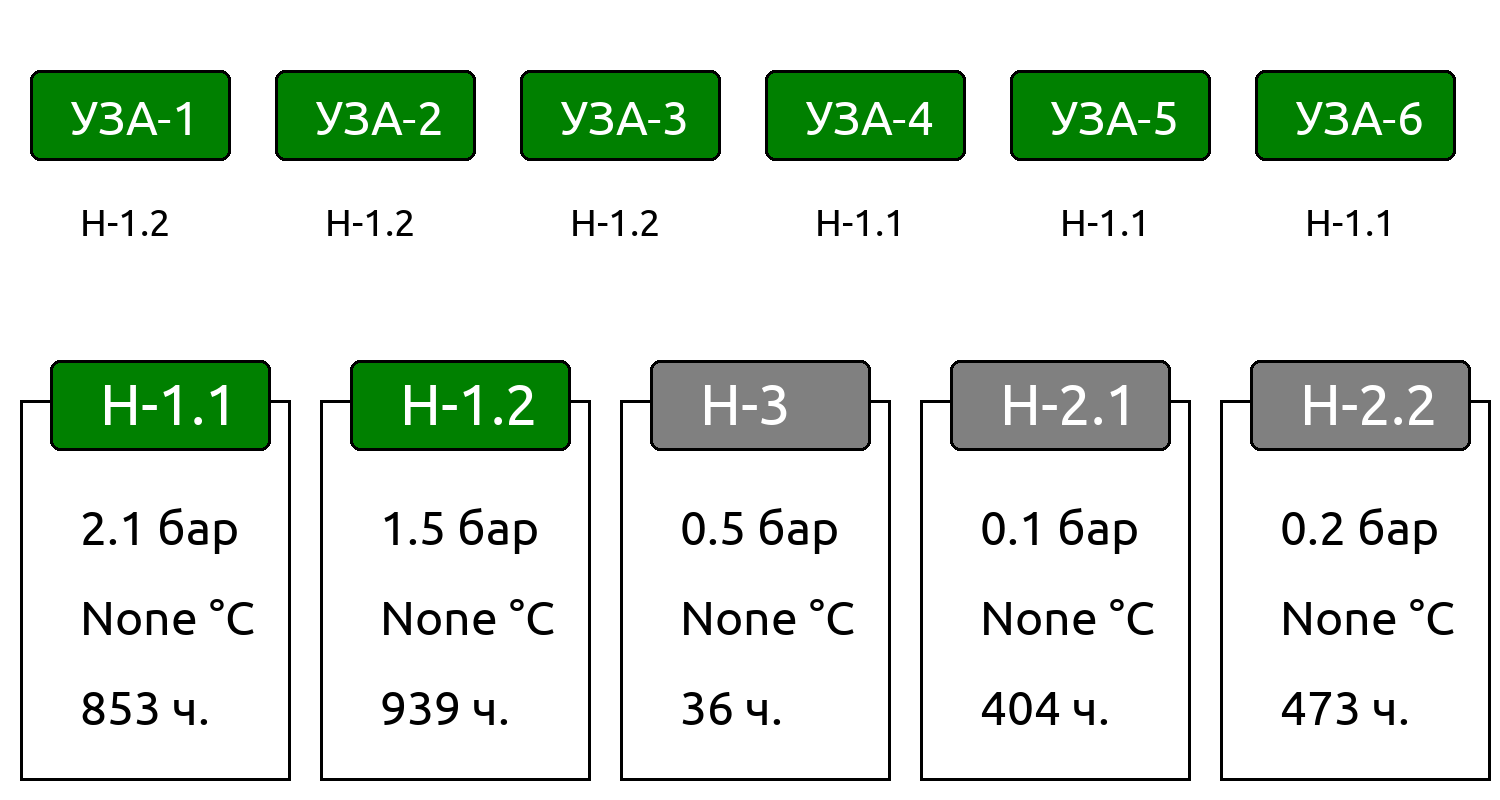 УЗА-1 УЗА-2 УЗА-3 УЗА-4 УЗА-5 УЗА-6
Н-1.2 Н-1.2 Н-1.2 Н-1.1 Н-1.1 Н-1.1
Н-1.1 Н-1.2 Н-3 Н-2.1 Н-2.2
2.1 бар 1.5 бар 0.5 бар 0.1 бар 0.2 бар
None °C None °C None °C None °C None °C
853 ч. 939 ч. 36 ч. 404 ч. 473 ч.